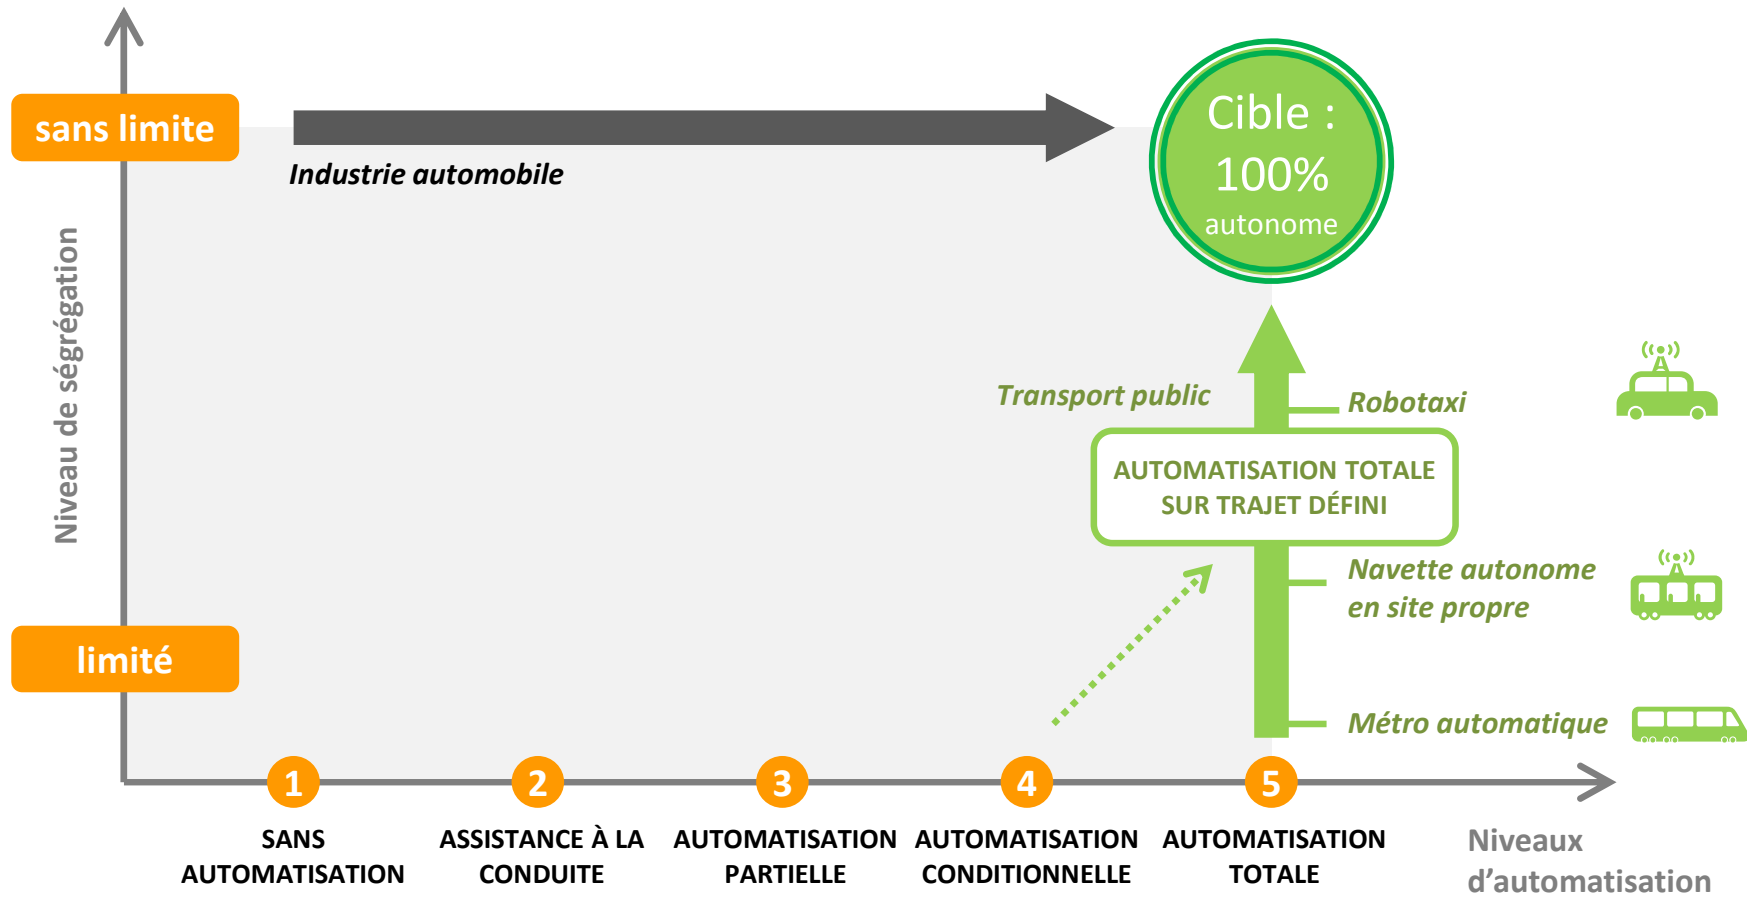 sans limite
Industrie automobile
Cible :
100%
autonome
Niveau de ségrégation
Transport public
Robotaxi
AUTOMATISATION TOTALE
SUR TRAJET DÉFINI
Navette autonome
en site propre
limité
Métro automatique
1
2
3
4
5
SANS
AUTOMATISATION
ASSISTANCE À LA
CONDUITE
AUTOMATISATION
PARTIELLE
AUTOMATISATION
CONDITIONNELLE
AUTOMATISATION
TOTALE
Niveaux
d’automatisation